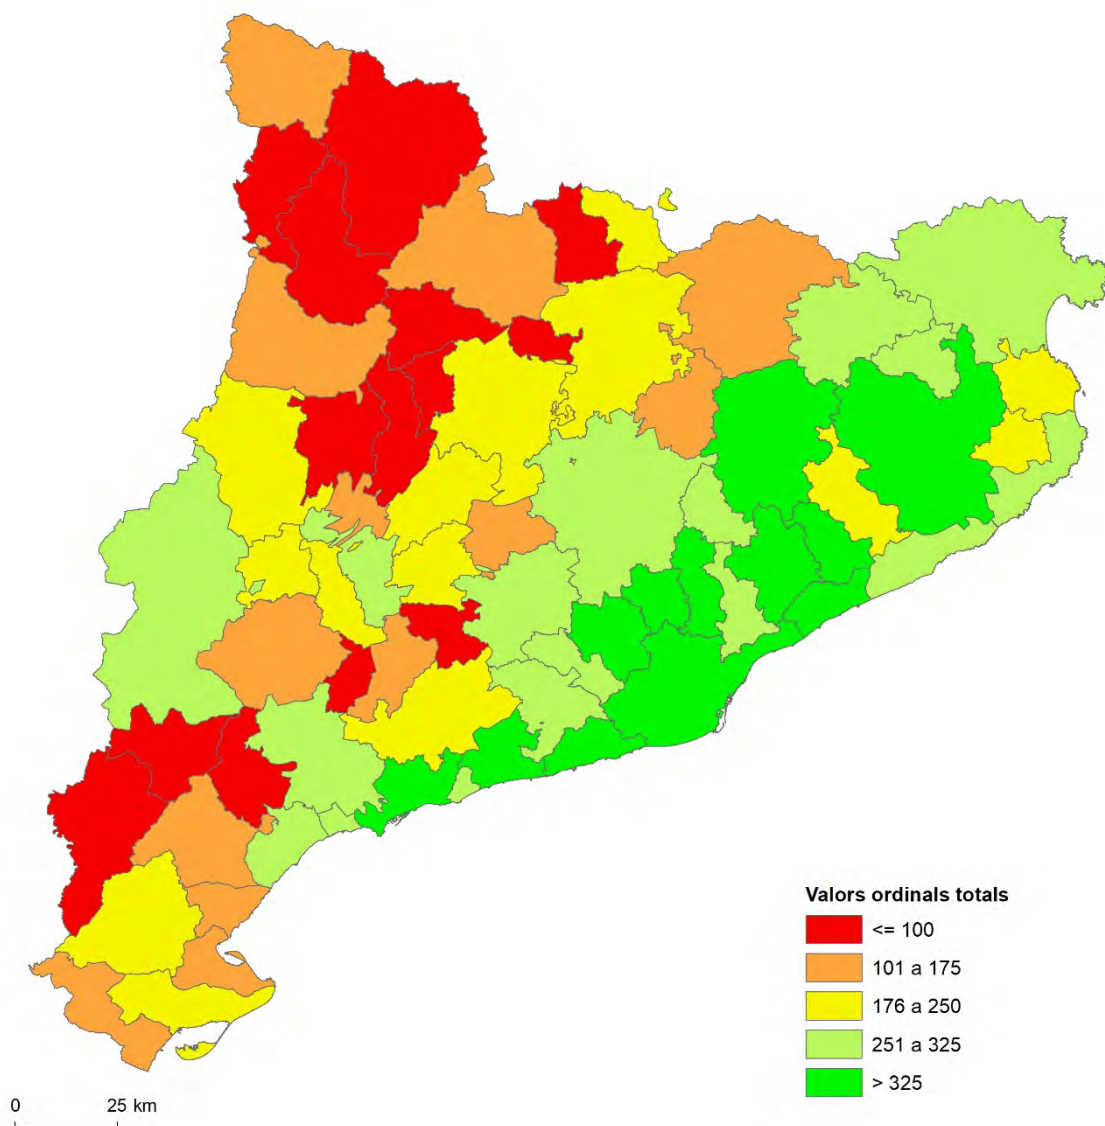 Valors ordinals totals
<= 100
101 a 175
176 a 250
251 a 325
> 325
0 25 km